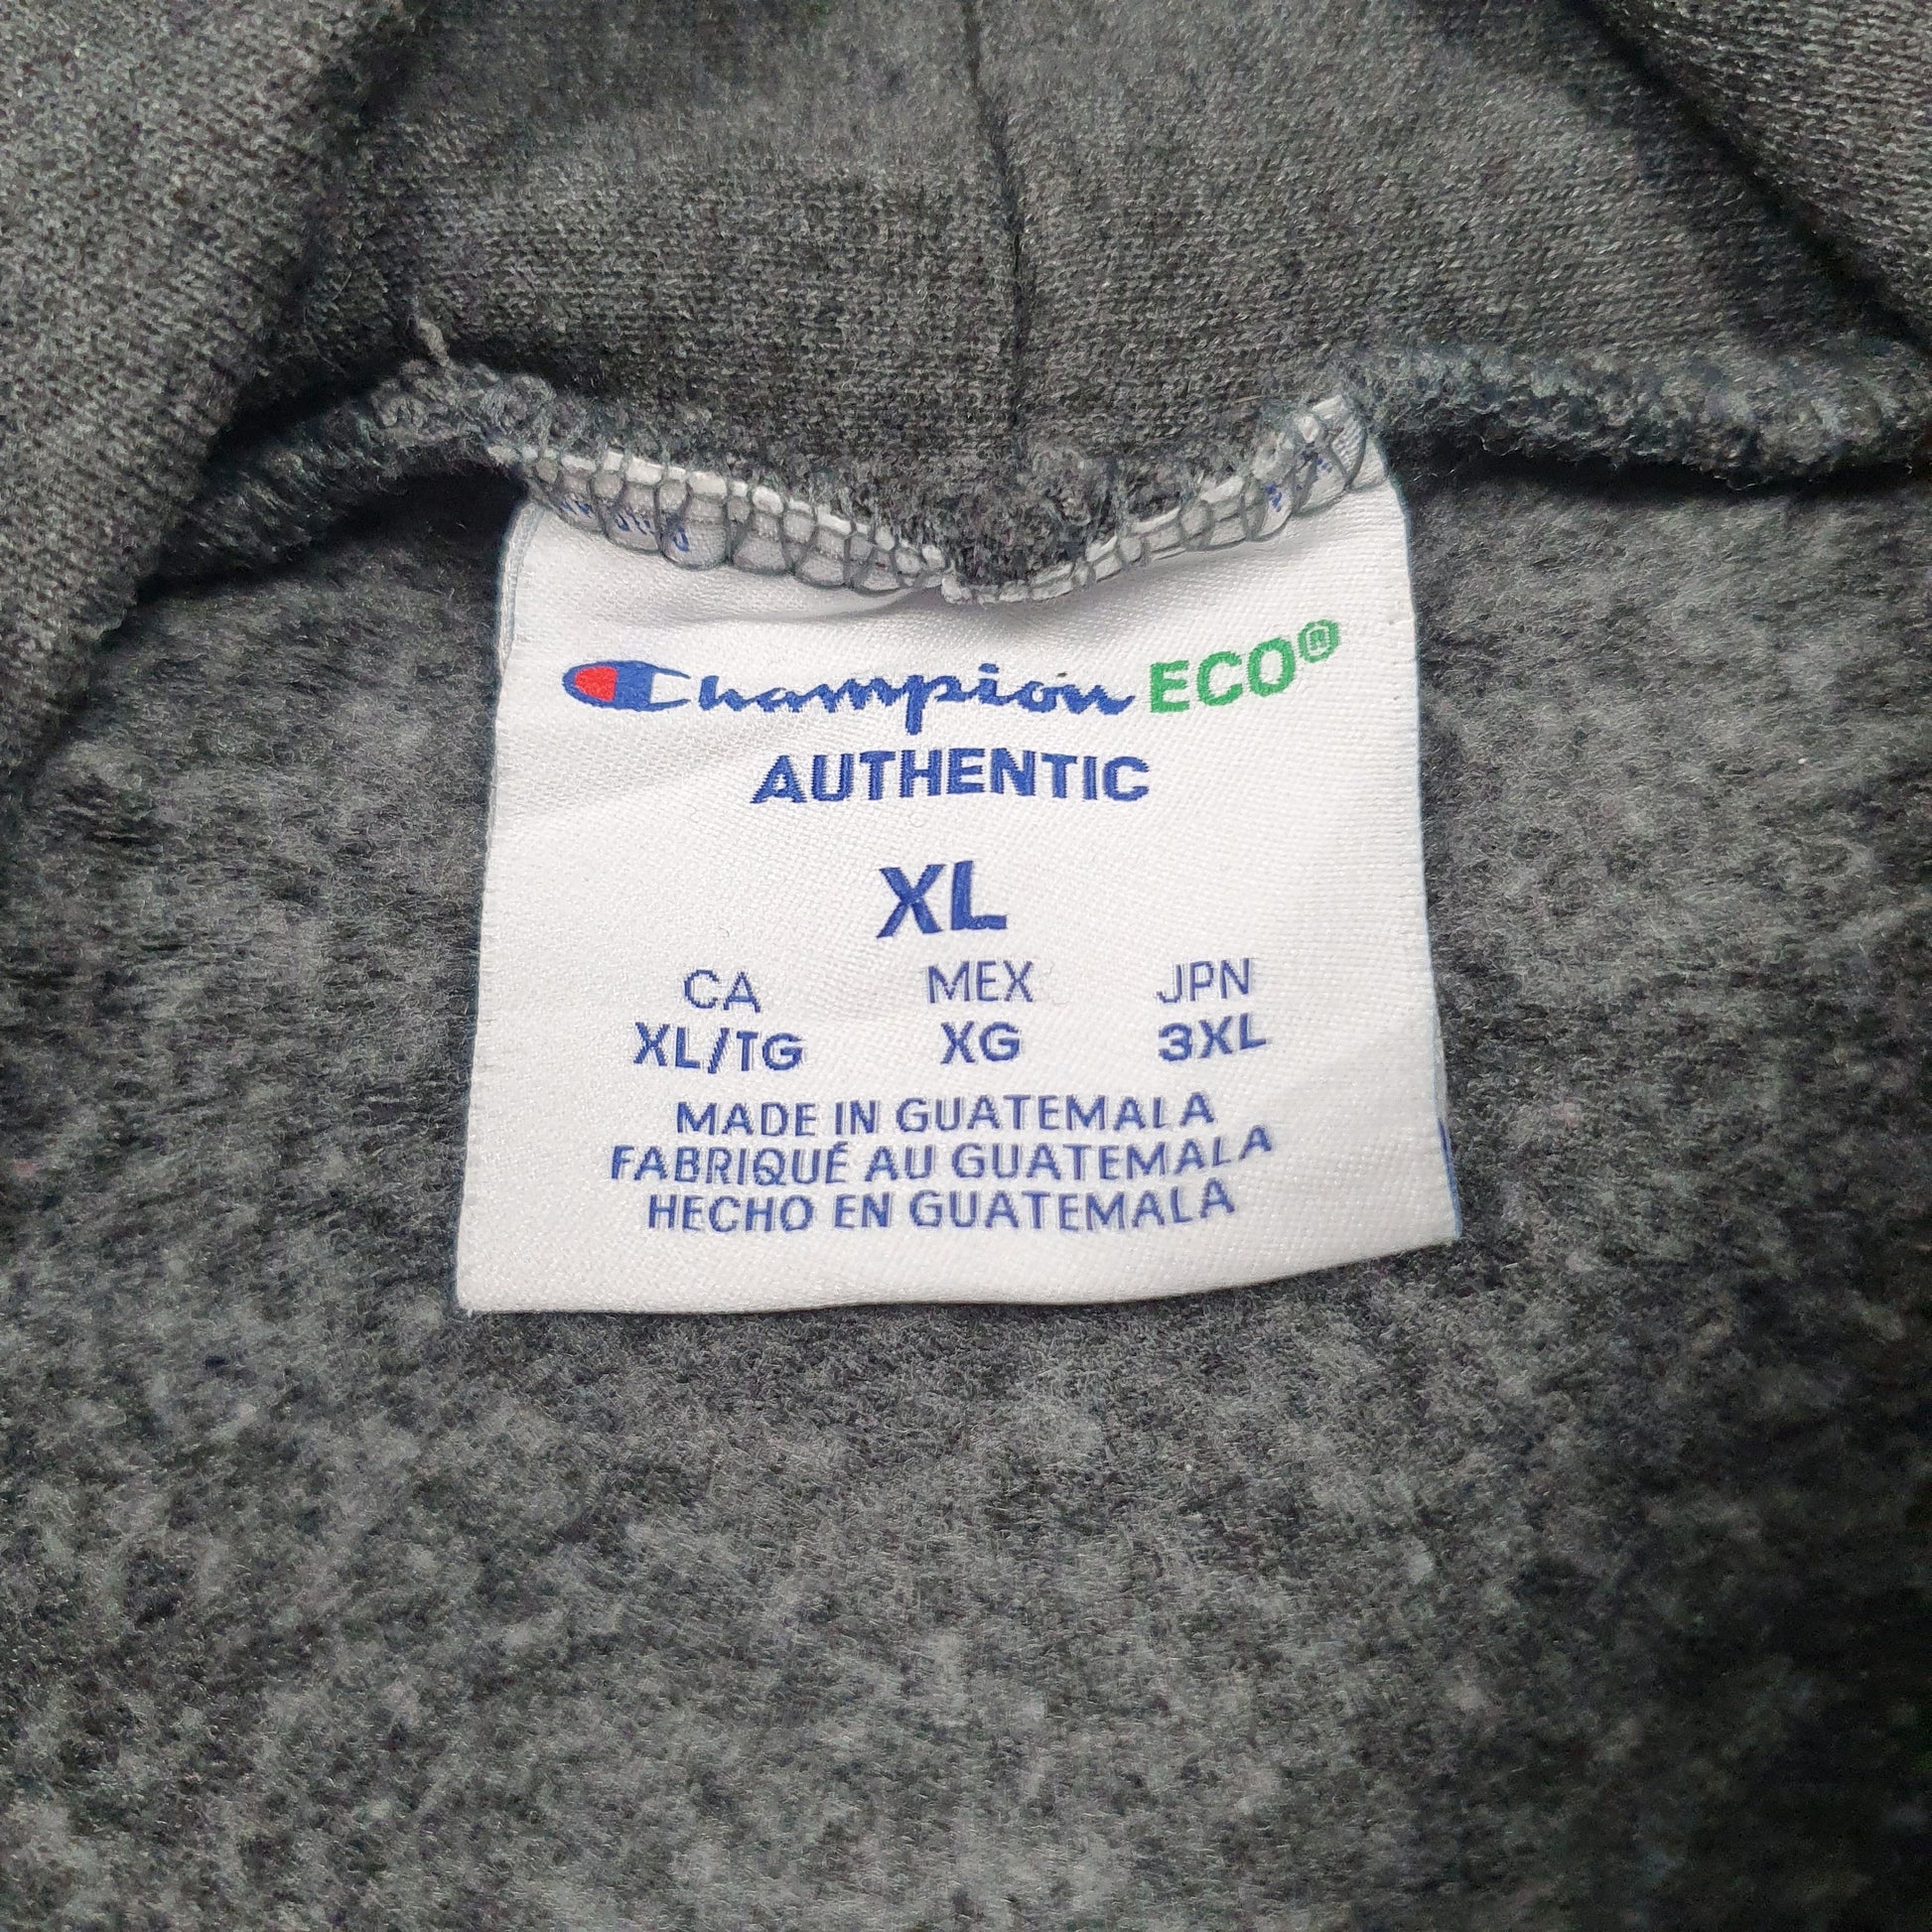 Champion ECO®
AUTHENTIC
XL
CA MEX JPN
XL/TG XG 3XL
MADE IN GUATEMALA
FABRIQUÉ AU GUATEMALA
HECHO EN GUATEMALA